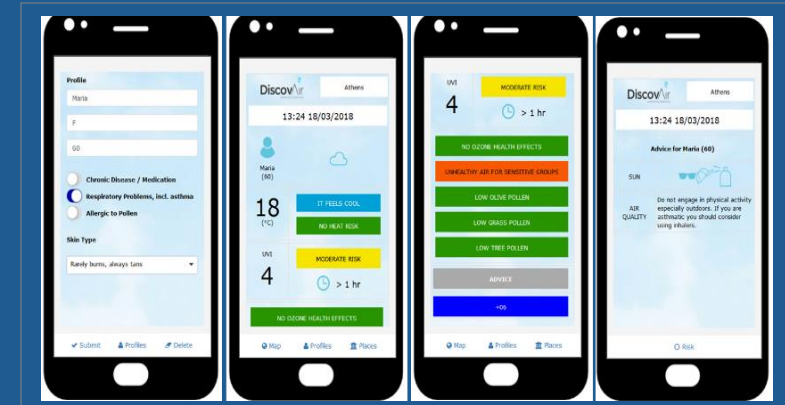 Profile
Maria
F
60
Chronic Disease / Medication
Respiratory Problems, incl. asthma
Allergic to Pollen
Skin Type
Rarely burns, always tans
Submit Profiles Delete
DiscovAir Athens
13:24 18/03/2018
Maria
(60)
18
(°C)
IT FEELS COOL
NO HEAT RISK
UVI
4
MODERATE RISK
> 1 hr
NO OZONE HEALTH EFFECTS
Map Profiles Places
UVI
4
MODERATE RISK
> 1 hr
NO OZONE HEALTH EFFECTS
UNHEALTHY AIR FOR SENSITIVE GROUPS
LOW OLIVE POLLEN
LOW GRASS POLLEN
LOW TREE POLLEN
ADVICE
Map Profiles Places
DiscovAir Athens
13:24 18/03/2018
Advice for Maria (60)
SUN
AIR
QUALITY
Do not engage in physical activity
especially outdoors. If you are
asthmatic you should consider
using inhalers.
Risk